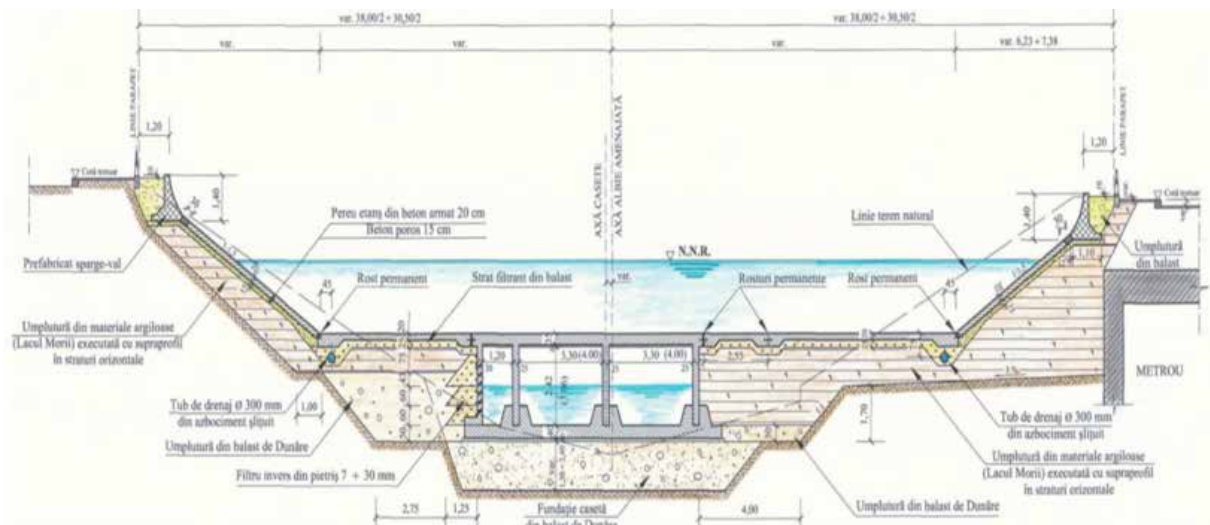 var. 38,00/2 ÷ 30,50/2
var. 38,00/2 ÷ 30,50/2
var.
var.
var.
var. 6,23 ÷ 7,38
LINIE PARAPET
LINIE PARAPET
1,20
1,20
AXĂ CASETE
AXĂ ALBIE AMENAJATĂ
1,40
Pereu etanș din beton armat 20 cm
Beton poros 15 cm
Prefabricat sparge-val
Linie teren natural
2,40
Umplutură
din balast
N.N.R.
var.
1,10
45
Rost permanent
Strat filtrant din balast
Rosturi permanente
Rost permanent
45
Umplutură din materiale argiloase
(Lacul Morii) executată cu supraprofil
în straturi orizontale
1,20
3,30 (4.00)
3,30 (4.00)
2,55
METROU
Tub de drenaj Ø 300 mm
din azbociment șlițuit
1,00
2,42
1,70
Tub de drenaj Ø 300 mm
din azbociment șlițuit
Umplutură din balast de Dunăre
Filtru invers din pietriș 7 ÷ 30 mm
Umplutură din materiale argiloase
(Lacul Morii) executată cu supraprofil
în straturi orizontale
2,75
1,25
Fundație casetă
din balast de Dunăre
4,00
Umplutură din balast de Dunăre